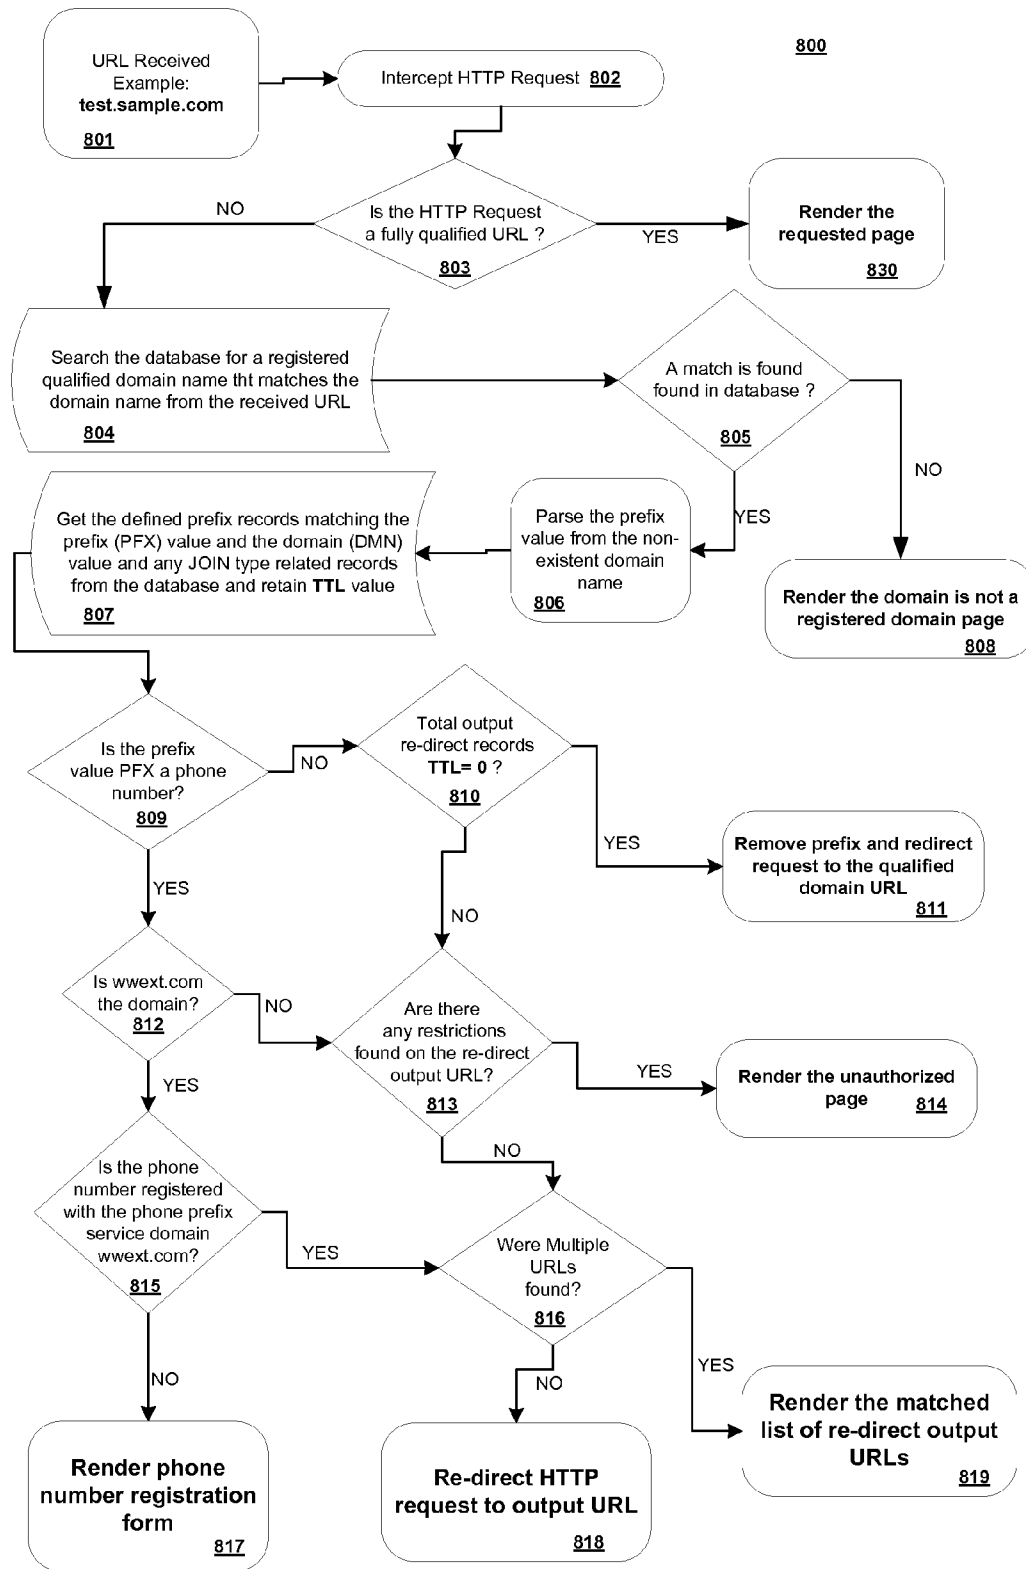 800
URL Received
Example:
test.sample.com
801
Intercept HTTP Request 802
Is the HTTP Request
a fully qualified URL ?
803
NO
YES
Render the
requested page
830
Search the database for a registered
qualified domain name tht matches the
domain name from the received URL
804
A match is found
found in database ?
805
NO
YES
Parse the prefix
value from the non-
existent domain
name
806
Get the defined prefix records matching the
prefix (PFX) value and the domain (DMN)
value and any JOIN type related records
from the database and retain TTL value
807
Render the domain is not a
registered domain page
808
Is the prefix
value PFX a phone
number?
809
NO
Total output
re-direct records
TTL= 0 ?
810
YES
Remove prefix and redirect
request to the qualified
domain URL
811
YES
NO
Is wwext.com
the domain?
812
NO
Are there
any restrictions
found on the re-direct
output URL?
813
YES
Render the unauthorized
page
814
YES
NO
Is the phone
number registered
with the phone prefix
service domain
wwext.com?
815
YES
Were Multiple
URLs
found?
816
YES
NO
NO
Render phone
number registration
form
817
Re-direct HTTP
request to output URL
818
Render the matched
list of re-direct output
URLs
819